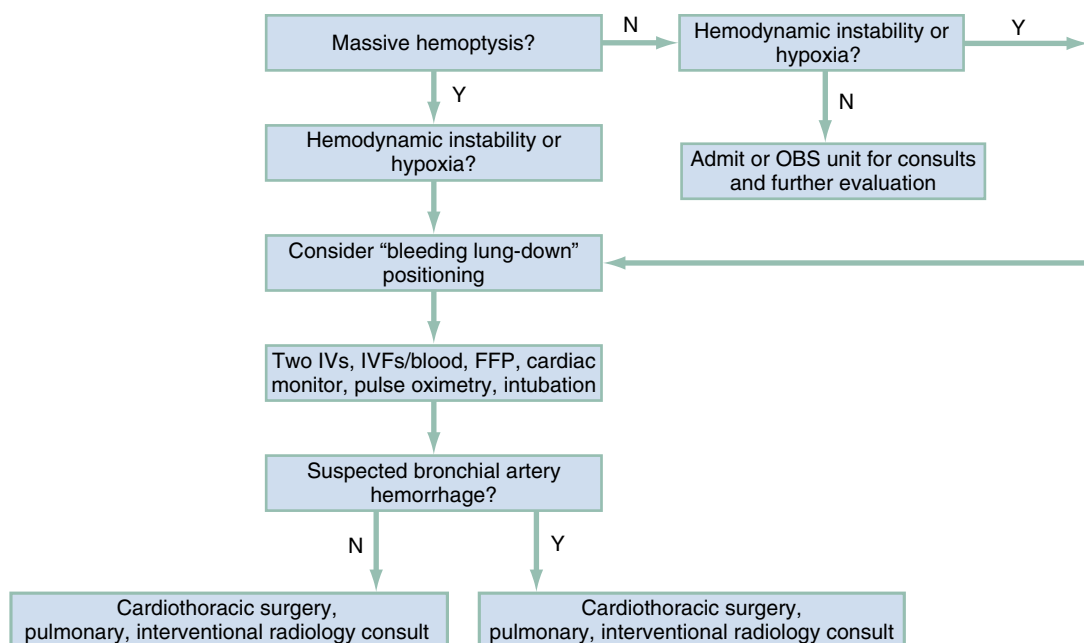 Massive hemoptysis?
N
Hemodynamic instability or
hypoxia?
Y
Y
N
Hemodynamic instability or
hypoxia?
Admit or OBS unit for consults
and further evaluation
Consider “bleeding lung-down”
positioning
Two IVs, IVFs/blood, FFP, cardiac
monitor, pulse oximetry, intubation
Suspected bronchial artery
hemorrhage?
N
Y
Cardiothoracic surgery,
pulmonary, interventional radiology consult
Cardiothoracic surgery,
pulmonary, interventional radiology consult